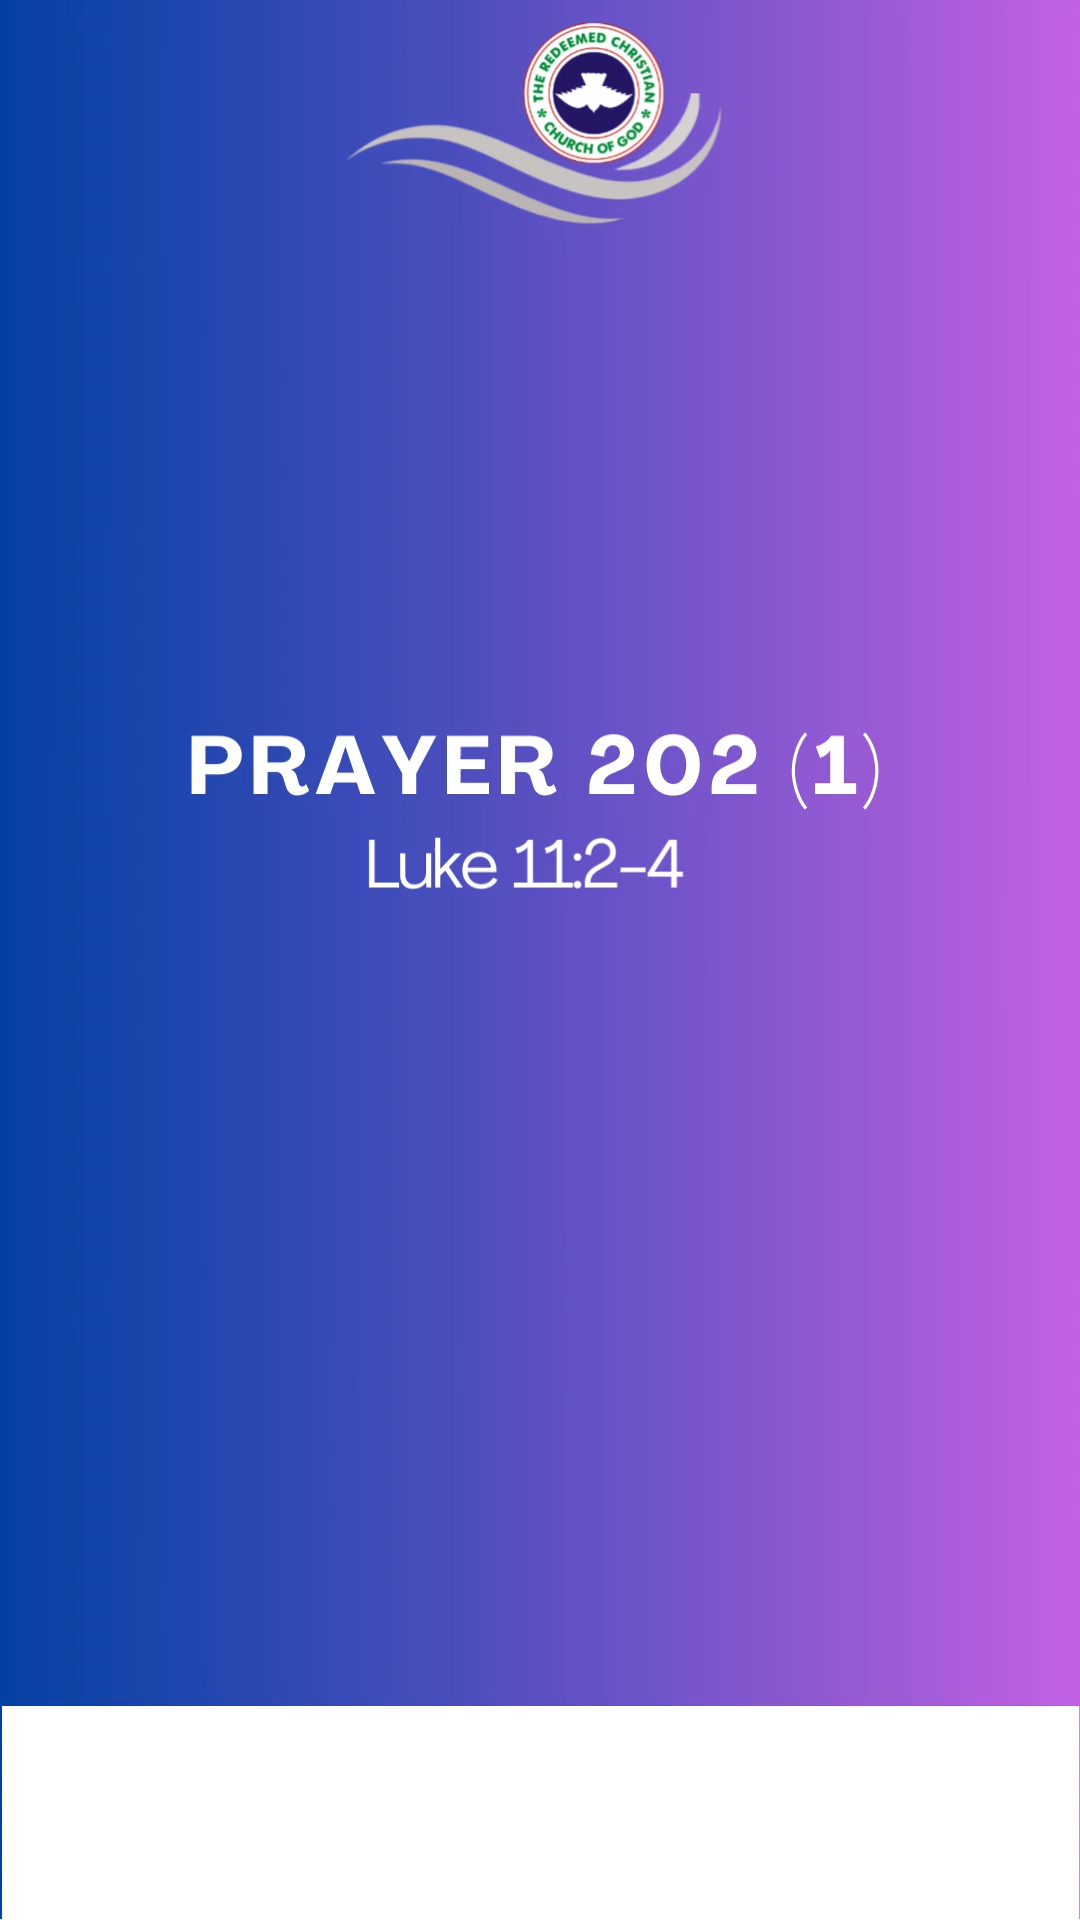 THE REDEEMED CHRISTIAN
* CHURCH OF GOD *
PRAYER 202 (1)
Luke 11:2-4